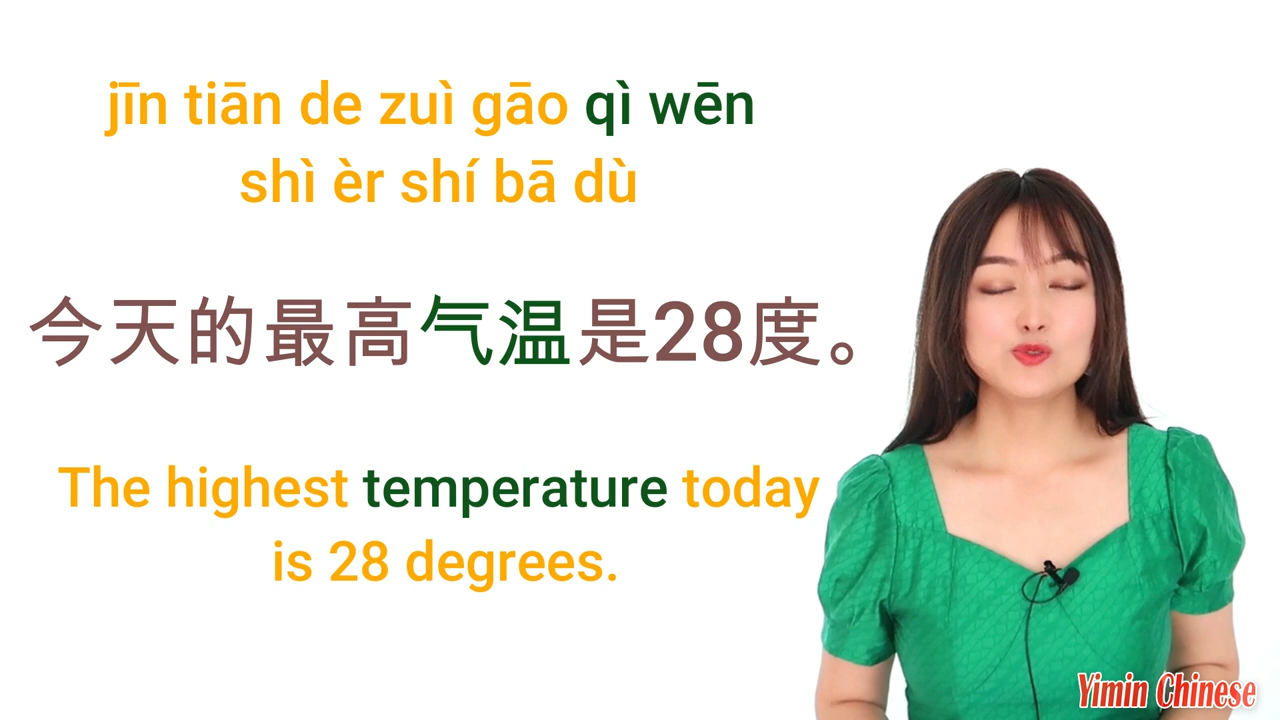 jīn tiān de zuì gāo qì wēn
shì èr shí bā dù
今天的最高气温是28度。
The highest temperature today
is 28 degrees.
Yimin Chinese